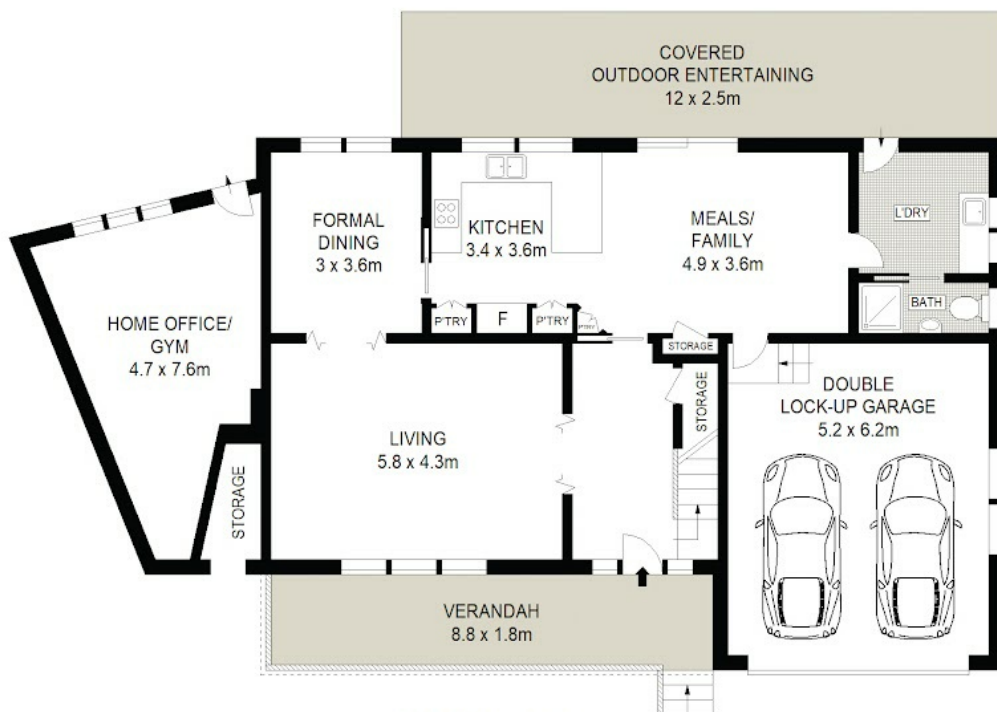 COVERED
OUTDOOR ENTERTAINING
12 x 2.5m
FORMAL
DINING
3 x 3.6m
KITCHEN
3.4 x 3.6m
MEALS/
FAMILY
4.9 x 3.6m
L'DRY
BATH
P'TRY
F
P'TRY
P'TRY
STORAGE
HOME OFFICE/
GYM
4.7 x 7.6m
STORAGE
LIVING
5.8 x 4.3m
STORAGE
DOUBLE
LOCK-UP GARAGE
5.2 x 6.2m
VERANDAH
8.8 x 1.8m